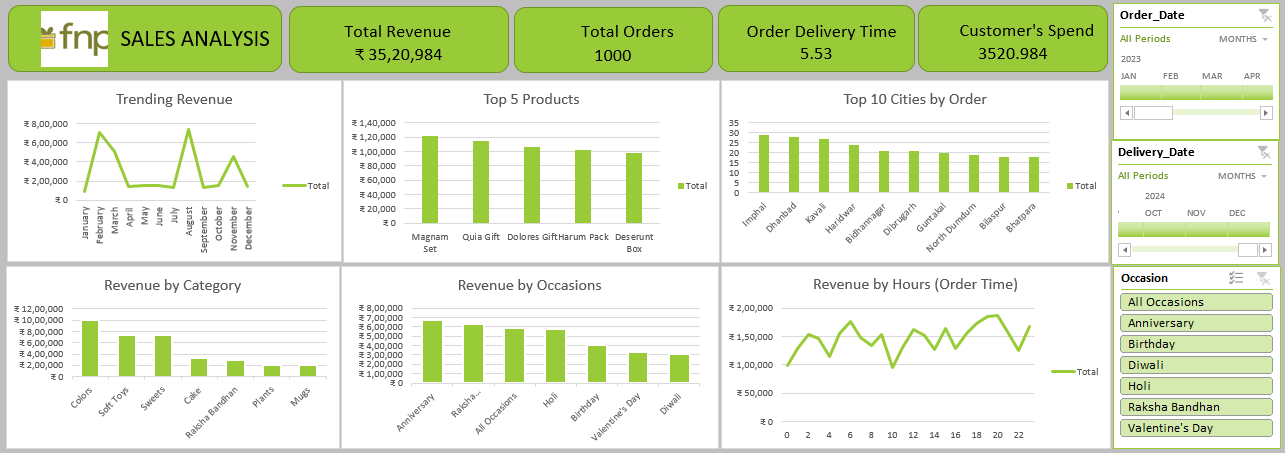 fnp
SALES ANALYSIS
Total Revenue
₹ 35,20,984
Total Orders
1000
Order Delivery Time
5.53
Customer's Spend
3520.984
Order_Date
All Periods
MONTHS
2023
JAN FEB MAR APR
Trending Revenue
₹ 8,00,000
₹ 6,00,000
₹ 4,00,000
₹ 2,00,000
₹ 0
January
February
March
April
May
June
July
August
September
October
November
December
Total
Top 5 Products
₹ 1,40,000
₹ 1,20,000
₹ 1,00,000
₹ 80,000
₹ 60,000
₹ 40,000
₹ 20,000
₹ 0
Magnam Set
Quia Gift
Dolores Gift
Harum Pack
Deserunt Box
Total
Top 10 Cities by Order
35
30
25
20
15
10
5
0
Imphal
Dhanbad
Kavali
Haridwar
Bidhannagar
Dibrugarh
Guntakal
North Dumdum
Bilaspur
Bhatpara
Total
Delivery_Date
All Periods
MONTHS
2024
OCT NOV DEC
Revenue by Category
₹ 12,00,000
₹ 10,00,000
₹ 8,00,000
₹ 6,00,000
₹ 4,00,000
₹ 2,00,000
₹ 0
Colors
Soft Toys
Sweets
Cake
Raksha Bandhan
Plants
Mugs
Revenue by Occasions
₹ 8,00,000
₹ 7,00,000
₹ 6,00,000
₹ 5,00,000
₹ 4,00,000
₹ 3,00,000
₹ 2,00,000
₹ 1,00,000
₹ 0
Anniversary
Raksha...
All Occasions
Holi
Birthday
Valentine's Day
Diwali
Revenue by Hours (Order Time)
₹ 2,00,000
₹ 1,50,000
₹ 1,00,000
₹ 50,000
₹ 0
0 2 4 6 8 10 12 14 16 18 20 22
Total
Occasion
All Occasions
Anniversary
Birthday
Diwali
Holi
Raksha Bandhan
Valentine's Day